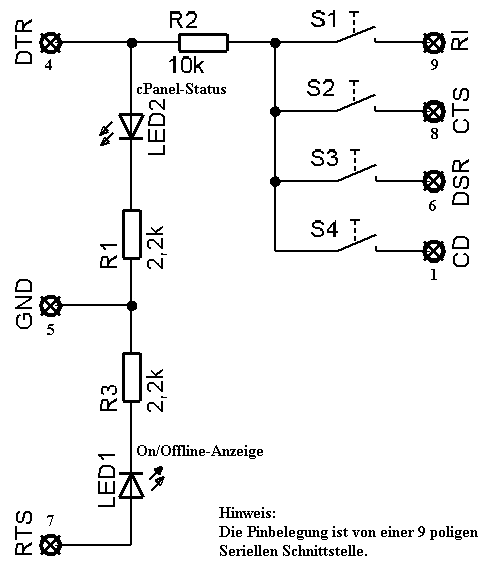 DTR
4
R2
10k
S1
RI
9
cPanel-Status
LED2
S2
CTS
8
S3
DSR
6
R1
2,2k
S4
CD
1
GND
5
R3
2,2k
On/Offline-Anzeige
LED1
RTS
7
Hinweis:
Die Pinbelegung ist von einer 9 poligen
Seriellen Schnittstelle.